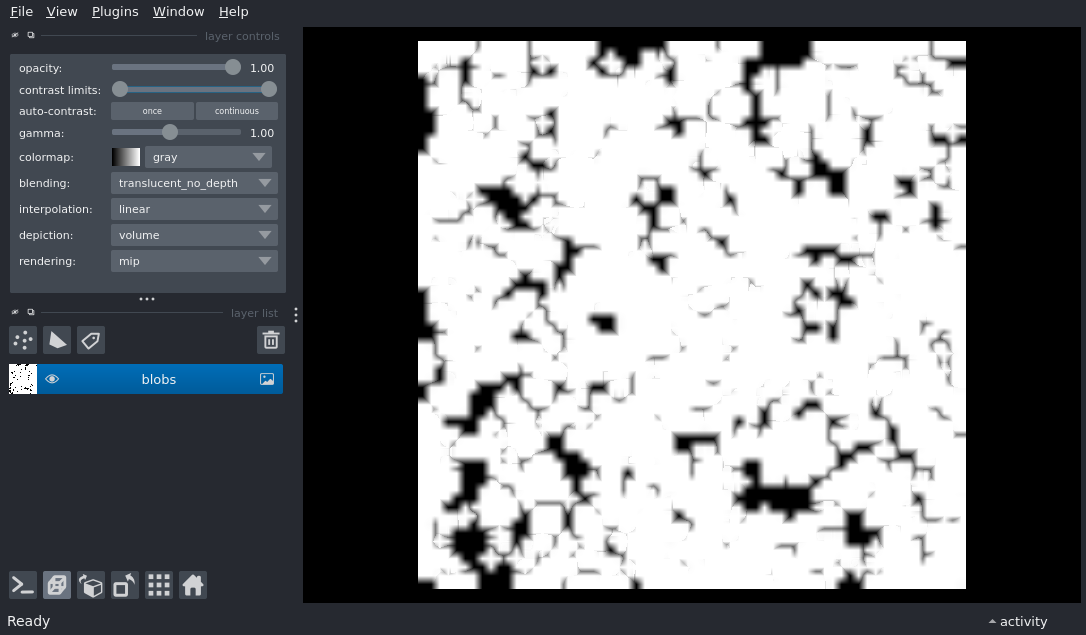 File View Plugins Window Help
layer controls
opacity: 1.00
contrast limits:
auto-contrast: once continuous
gamma: 1.00
colormap: gray
blending: translucent_no_depth
interpolation: linear
depiction: volume
rendering: mip
layer list
blobs
Ready activity